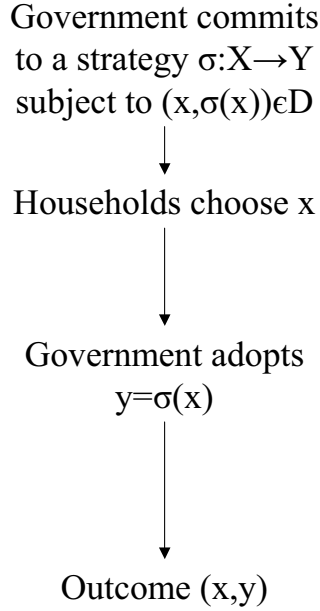 Government commits
to a strategy σ:X→Y
subject to (x,σ(x))ϵD
Households choose x
Government adopts
y=σ(x)
Outcome (x,y)